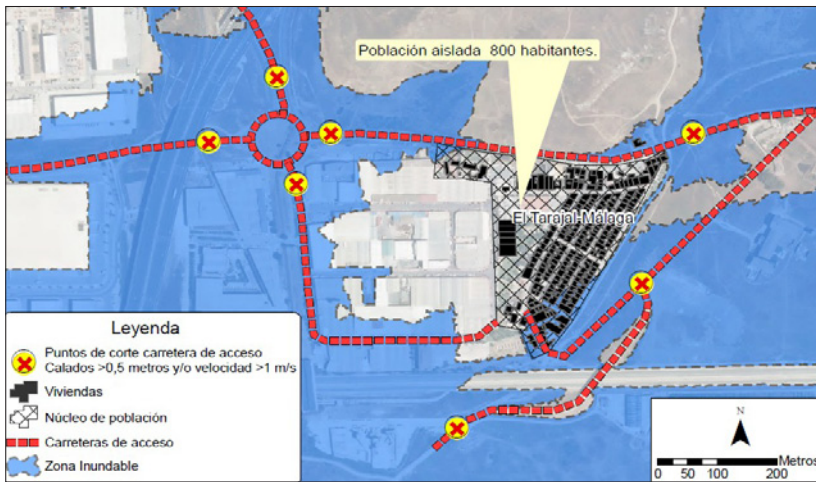 Población aislada 800 habitantes.
El Tarajal-Málaga
Leyenda
Puntos de corte carretera de acceso
Calados >0,5 metros y/o velocidad >1 m/s
Viviendas
Núcleo de población
Carreteras de acceso
Zona Inundable
N
Metros
0 50 100 200